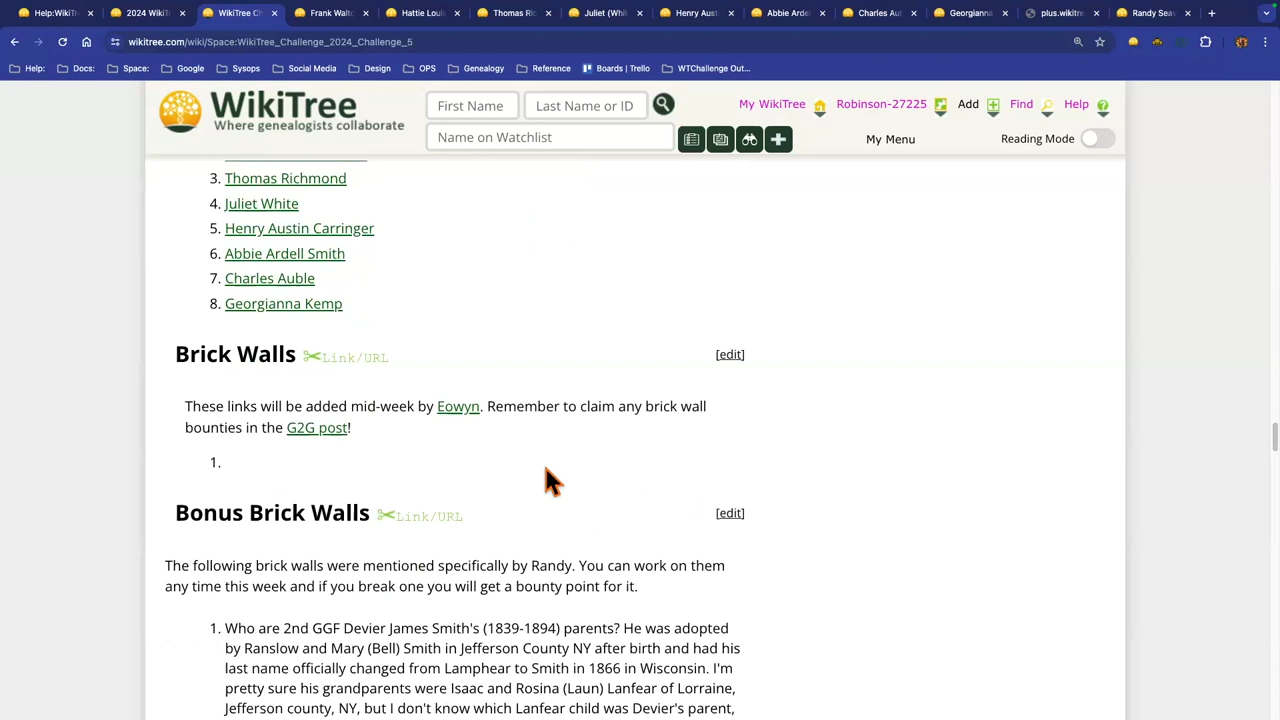 Help:Wiki
2024 Wiki
WikiTree C
Frank Walt
Hattie Loui
Thomas Ric
Juliet (Whi
Henry Aust
Abbie Arde
Charles Au
Georgianna
plus.wikitre
Randy Seav
wikitree.com/wiki/Space:WikiTree_Challenge_2024_Challenge_5
Help:
Docs:
Space:
Google
Sysops
Social Media
Design
OPS
Genealogy
Reference
Boards | Trello
WTChallenge Out...
WikiTree
Where genealogists collaborate
First Name
Last Name or ID
Name on Watchlist
My WikiTree
Robinson-27225
Add
Find
Help
My Menu
Reading Mode
3. Thomas Richmond
4. Juliet White
5. Henry Austin Carringer
6. Abbie Ardell Smith
7. Charles Auble
8. Georgianna Kemp
Brick Walls Link/URL [edit]
These links will be added mid-week by Eowyn. Remember to claim any brick wall
bounties in the G2G post!
1.
Bonus Brick Walls Link/URL [edit]
The following brick walls were mentioned specifically by Randy. You can work on them
any time this week and if you break one you will get a bounty point for it.
1. Who are 2nd GGF Devier James Smith's (1839-1894) parents? He was adopted
by Ranslow and Mary (Bell) Smith in Jefferson County NY after birth and had his
last name officially changed from Lamphear to Smith in 1866 in Wisconsin. I'm
pretty sure his grandparents were Isaac and Rosina (Laun) Lanfear of Lorraine,
Jefferson county, NY, but I don't know which Lanfear child was Devier's parent,